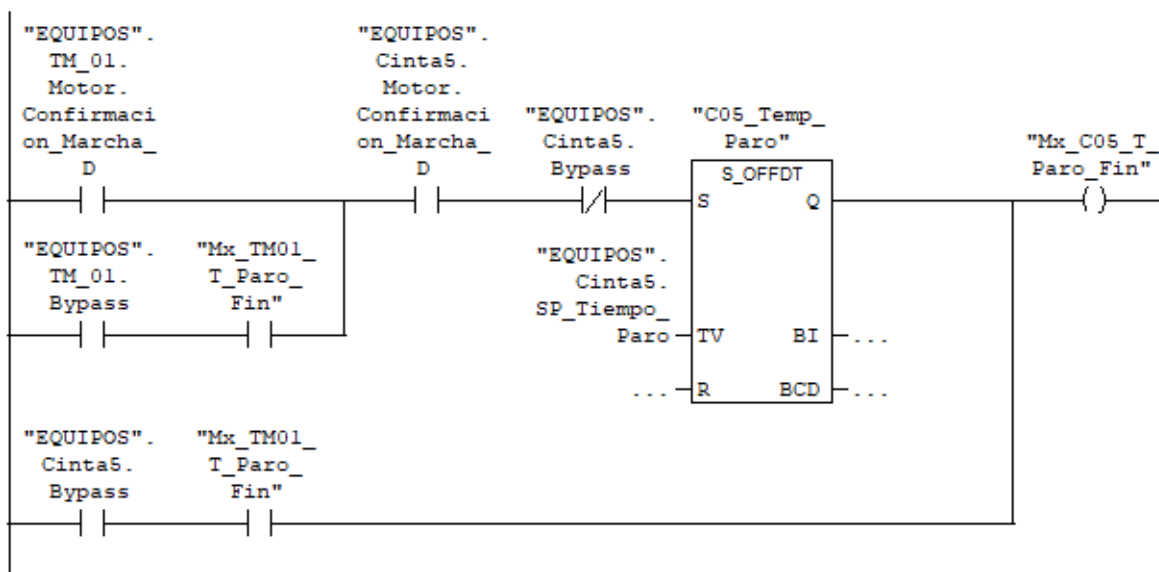 "EQUIPOS".
TM_01.
Motor.
Confirmaci
on_Marcha_
D
"EQUIPOS".
Cinta5.
Motor.
Confirmaci
on_Marcha_
D
"EQUIPOS".
Cinta5.
Bypass
"C05_Temp_
Paro"
S_OFFDT
S Q
"Mx_C05_T_
Paro_Fin"
"EQUIPOS".
TM_01.
Bypass
"Mx_TM01_
T_Paro_
Fin"
"EQUIPOS".
Cinta5.
SP_Tiempo_
Paro
TV BI ...
... R BCD ...
"EQUIPOS".
Cinta5.
Bypass
"Mx_TM01_
T_Paro_
Fin"